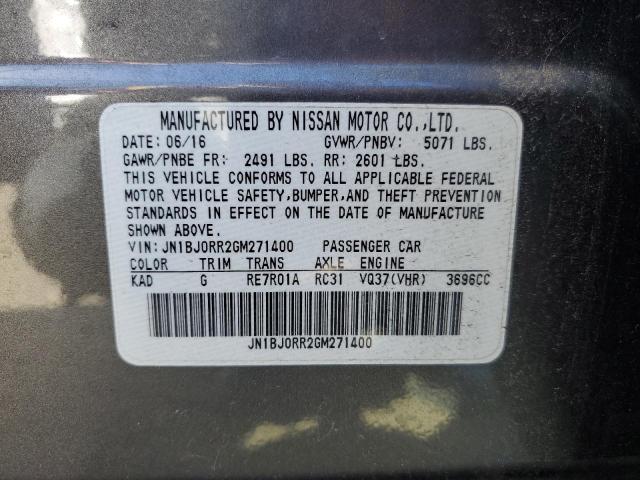 MANUFACTURED BY NISSAN MOTOR CO.,LTD.
DATE: 06/16 GVWR/PNBV: 5071 LBS.
GAWR/PNBE FR: 2491 LBS. RR: 2601 LBS.
THIS VEHICLE CONFORMS TO ALL APPLICABLE FEDERAL
MOTOR VEHICLE SAFETY,BUMPER,AND THEFT PREVENTION
STANDARDS IN EFFECT ON THE DATE OF MANUFACTURE
SHOWN ABOVE.
VIN: JN1BJ0RR2GM271400 PASSENGER CAR
COLOR TRIM TRANS AXLE ENGINE
KAD G RE7R01A RC31 VQ37(VHR) 3696CC
JN1BJ0RR2GM271400